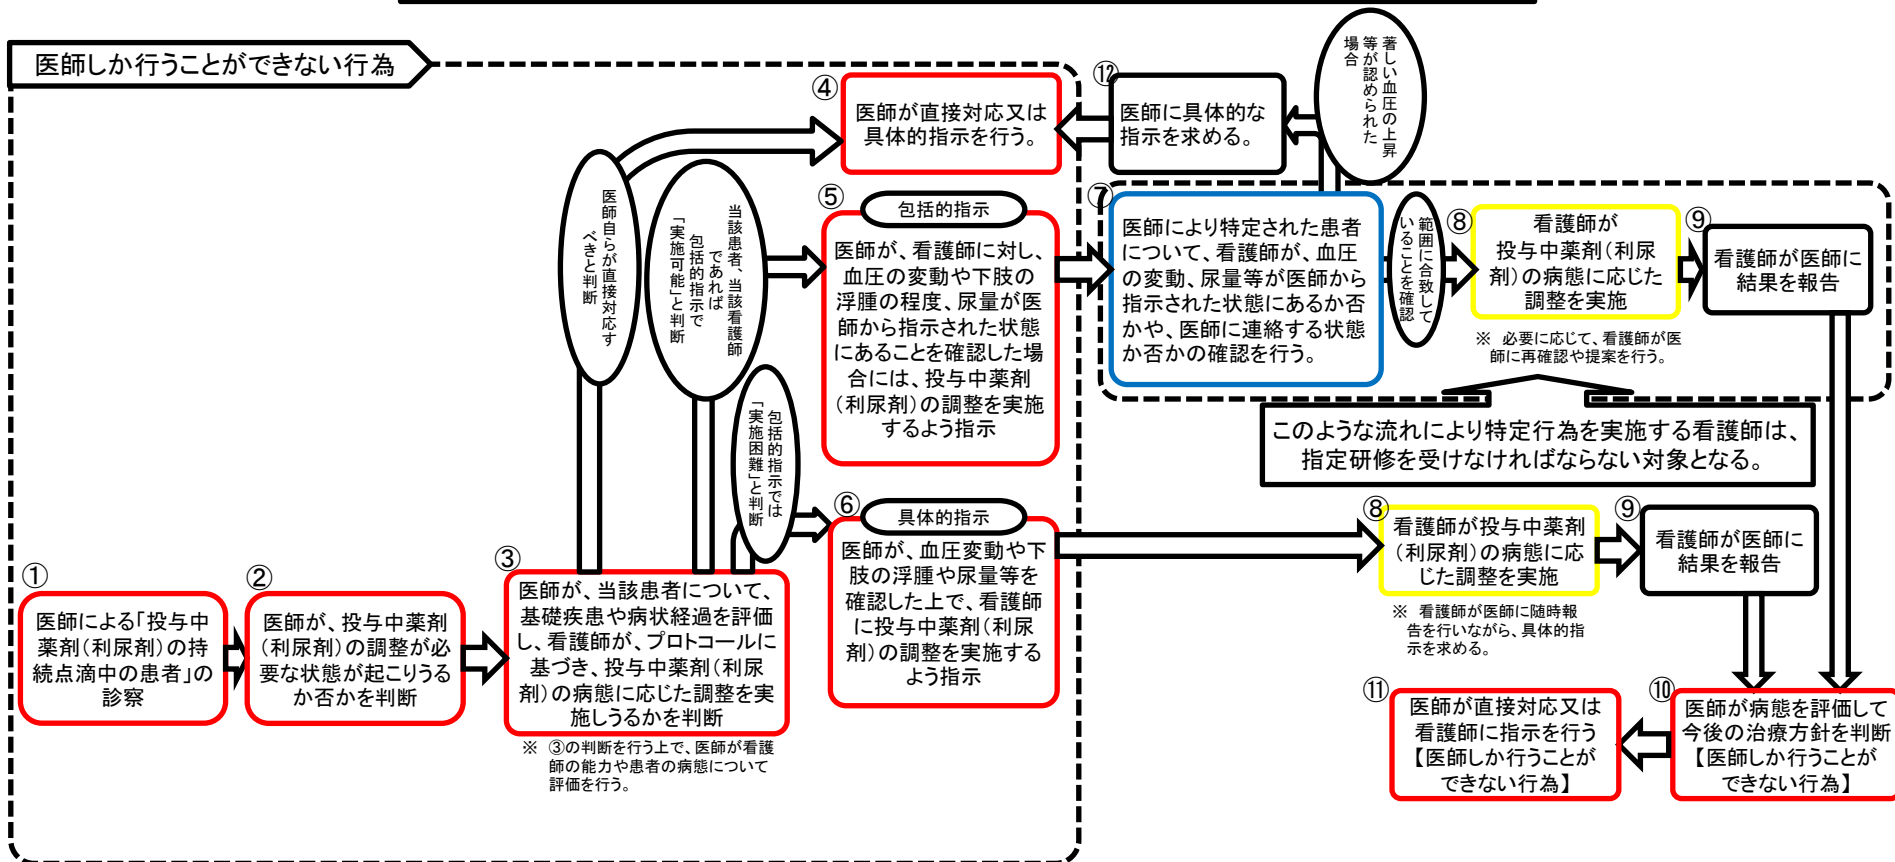 医師しか行うことができない行為
①
医師による「投与中
薬剤(利尿剤)の持
続点滴中の患者」の
診察
②
医師が、投与中薬剤
(利尿剤)の調整が必
要な状態が起こりうる
か否かを判断
③
医師が、当該患者について、
基礎疾患や病状経過を評価
し、看護師が、プロトコールに
基づき、投与中薬剤(利尿
剤)の病態に応じた調整を実
施しうるかを判断
※ ③の判断を行う上で、医師が看護
師の能力や患者の病態について
評価を行う。
医師自らが直接対応す
べきと判断
当該患者、当該看護師
であれば
包括的指示で
「実施可能」と判断
包括的指示では
「実施困難」と判断
④
医師が直接対応又は
具体的指示を行う。
⑤
包括的指示
医師が、看護師に対し、
血圧の変動や下肢の
浮腫の程度、尿量が医
師から指示された状態
にあることを確認した場
合には、投与中薬剤
(利尿剤)の調整を実施
するよう指示
⑥
具体的指示
医師が、血圧変動や下
肢の浮腫や尿量等を
確認した上で、看護師
に投与中薬剤(利尿
剤)の調整を実施する
よう指示
⑫
医師に具体的な
指示を求める。
著しい血圧の上昇
等が認められた
場合
⑦
医師により特定された患者
について、看護師が、血圧
の変動、尿量等が医師から
指示された状態にあるか否
かや、医師に連絡する状態
か否かの確認を行う。
範囲に合致して
いることを確認
⑧
看護師が
投与中薬剤(利尿
剤)の病態に応じた
調整を実施
※ 必要に応じて、看護師が医
師に再確認や提案を行う。
⑨
看護師が医師に
結果を報告
このような流れにより特定行為を実施する看護師は、
指定研修を受けなければならない対象となる。
⑧
看護師が投与中薬剤
(利尿剤)の病態に応
じた調整を実施
※ 看護師が医師に随時報
告を行いながら、具体的指
示を求める。
⑨
看護師が医師に
結果を報告
⑩
医師が病態を評価して
今後の治療方針を判断
【医師しか行うことが
できない行為】
⑪
医師が直接対応又は
看護師に指示を行う
【医師しか行うことが
できない行為】